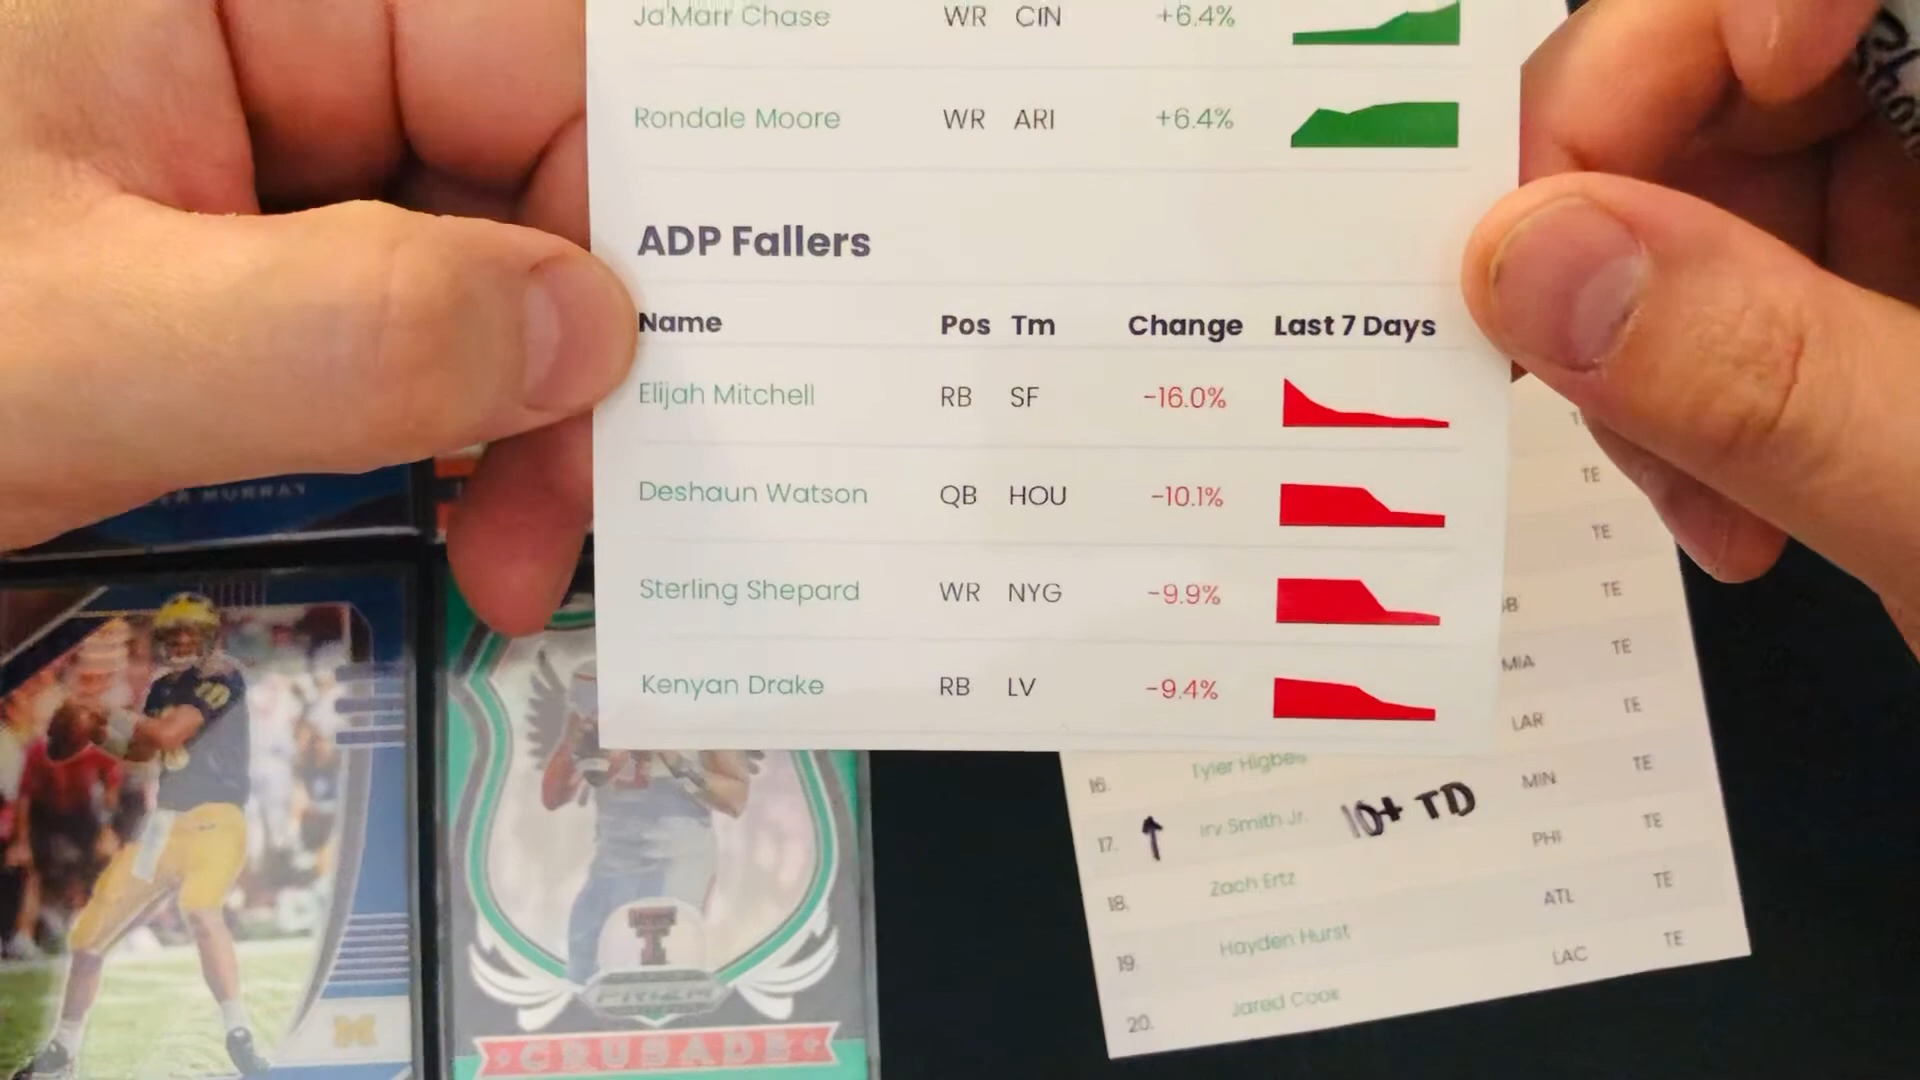 Ja'Marr Chase WR CIN +6.4%
Rondale Moore WR ARI +6.4%
ADP Fallers
Name Pos Tm Change Last 7 Days
Elijah Mitchell RB SF -16.0%
Deshaun Watson QB HOU -10.1%
Sterling Shepard WR NYG -9.9%
Kenyan Drake RB LV -9.4%
TE
TE
TE
MIA TE
LAR TE
16. Tyler Higbee MIN TE
17. ↑ Irv Smith Jr. 10+ TD PHI TE
18. Zach Ertz ATL TE
19. Hayden Hurst LAC TE
20. Jared Cook
MURRAY
M
T
PRIZM
CRUSADE